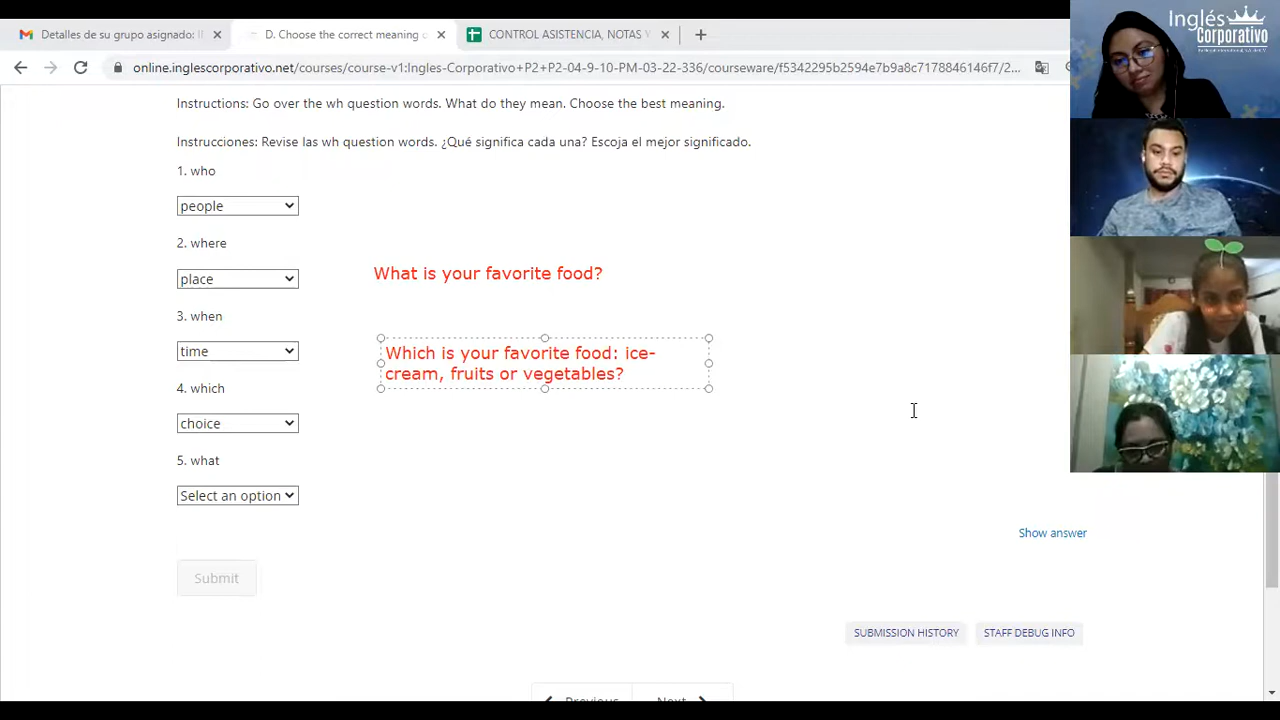 Detalles de su grupo asignado: I
D. Choose the correct meaning o
CONTROL ASISTENCIA, NOTAS Y
online.inglescorporativo.net/courses/course-v1:Ingles-Corporativo+P2+P2-04-9-10-PM-03-22-336/courseware/f5342295b2594e7b9a8c7178846146f7/2...
Inglés
Corporativo
Instructions: Go over the wh question words. What do they mean. Choose the best meaning.
Instrucciones: Revise las wh question words. ¿Qué significa cada una? Escoja el mejor significado.
1. who
people
2. where
place
What is your favorite food?
3. when
time
Which is your favorite food: ice-
cream, fruits or vegetables?
4. which
choice
5. what
Select an option
Show answer
Submit
SUBMISSION HISTORY
STAFF DEBUG INFO
Previous
Next